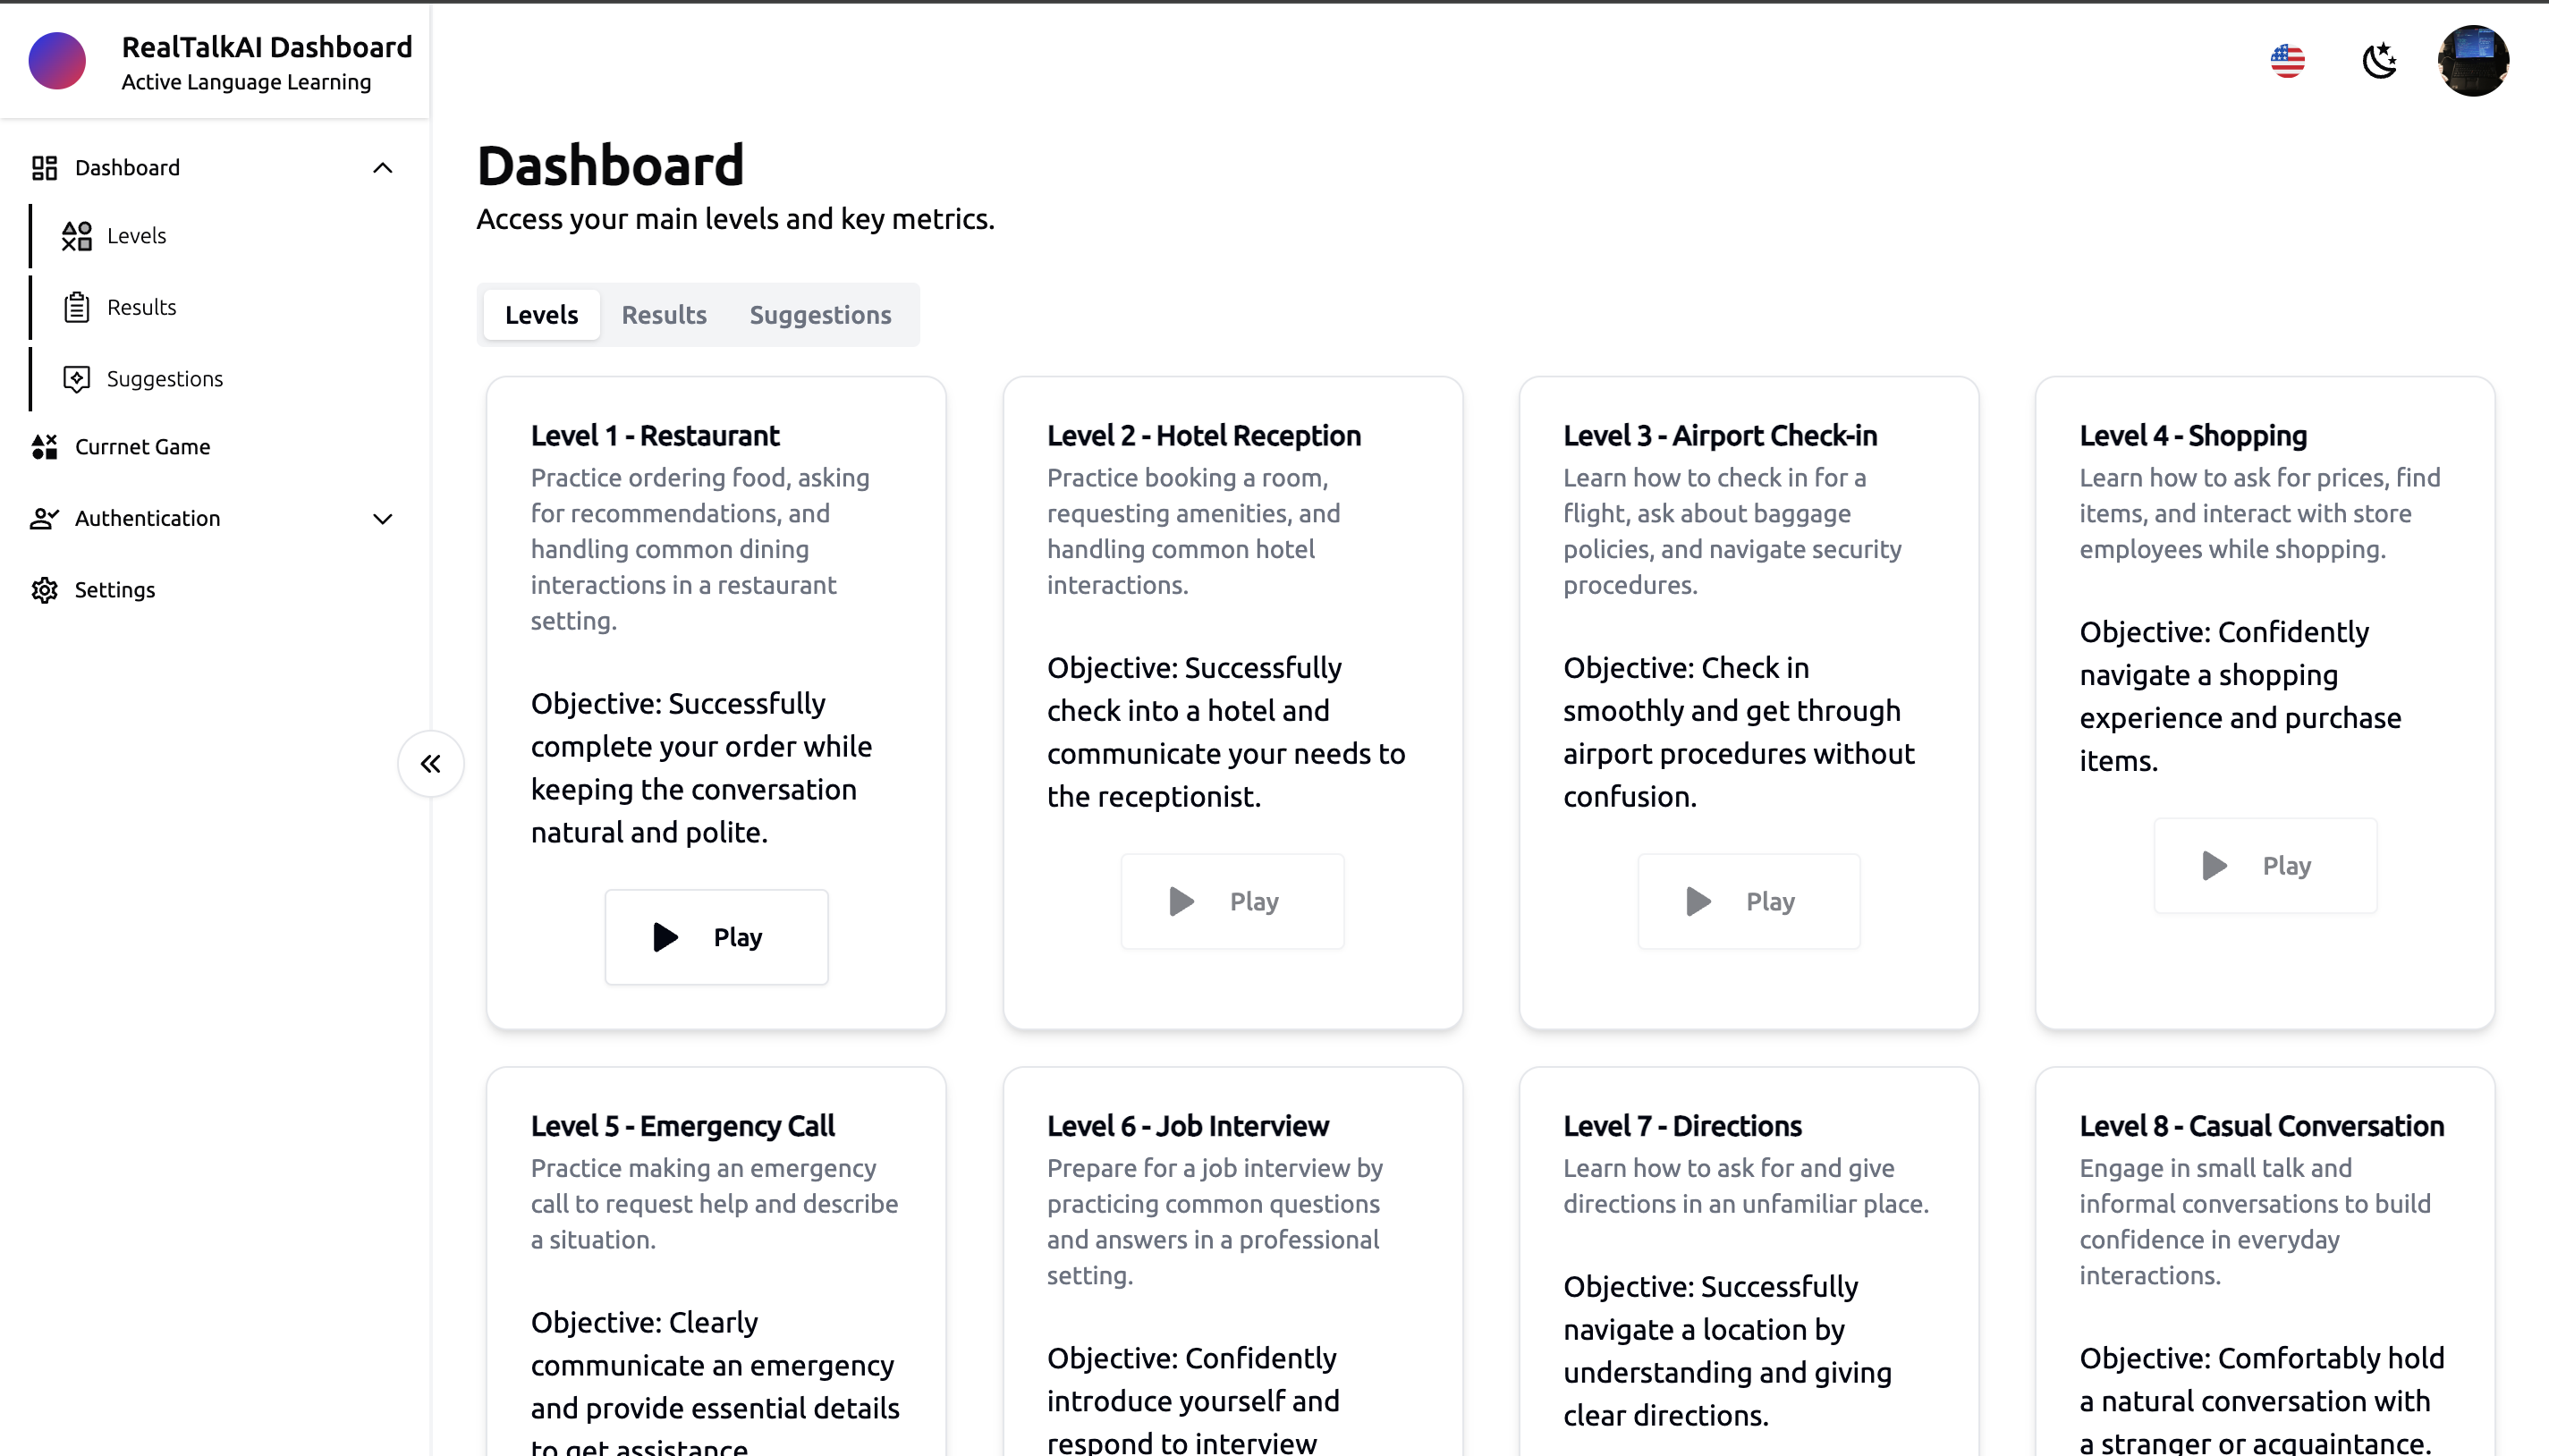 RealTalkAI Dashboard
Active Language Learning
Dashboard
Levels
Results
Suggestions
Currnet Game
Authentication
Settings
Dashboard
Access your main levels and key metrics.
Levels
Results
Suggestions
Level 1 - Restaurant
Practice ordering food, asking
for recommendations, and
handling common dining
interactions in a restaurant
setting.
Objective: Successfully
complete your order while
keeping the conversation
natural and polite.
Play
Level 2 - Hotel Reception
Practice booking a room,
requesting amenities, and
handling common hotel
interactions.
Objective: Successfully
check into a hotel and
communicate your needs to
the receptionist.
Play
Level 3 - Airport Check-in
Learn how to check in for a
flight, ask about baggage
policies, and navigate security
procedures.
Objective: Check in
smoothly and get through
airport procedures without
confusion.
Play
Level 4 - Shopping
Learn how to ask for prices, find
items, and interact with store
employees while shopping.
Objective: Confidently
navigate a shopping
experience and purchase
items.
Play
Level 5 - Emergency Call
Practice making an emergency
call to request help and describe
a situation.
Objective: Clearly
communicate an emergency
and provide essential details
to get assistance.
Level 6 - Job Interview
Prepare for a job interview by
practicing common questions
and answers in a professional
setting.
Objective: Confidently
introduce yourself and
respond to interview
Level 7 - Directions
Learn how to ask for and give
directions in an unfamiliar place.
Objective: Successfully
navigate a location by
understanding and giving
clear directions.
Level 8 - Casual Conversation
Engage in small talk and
informal conversations to build
confidence in everyday
interactions.
Objective: Comfortably hold
a natural conversation with
a stranger or acquaintance.